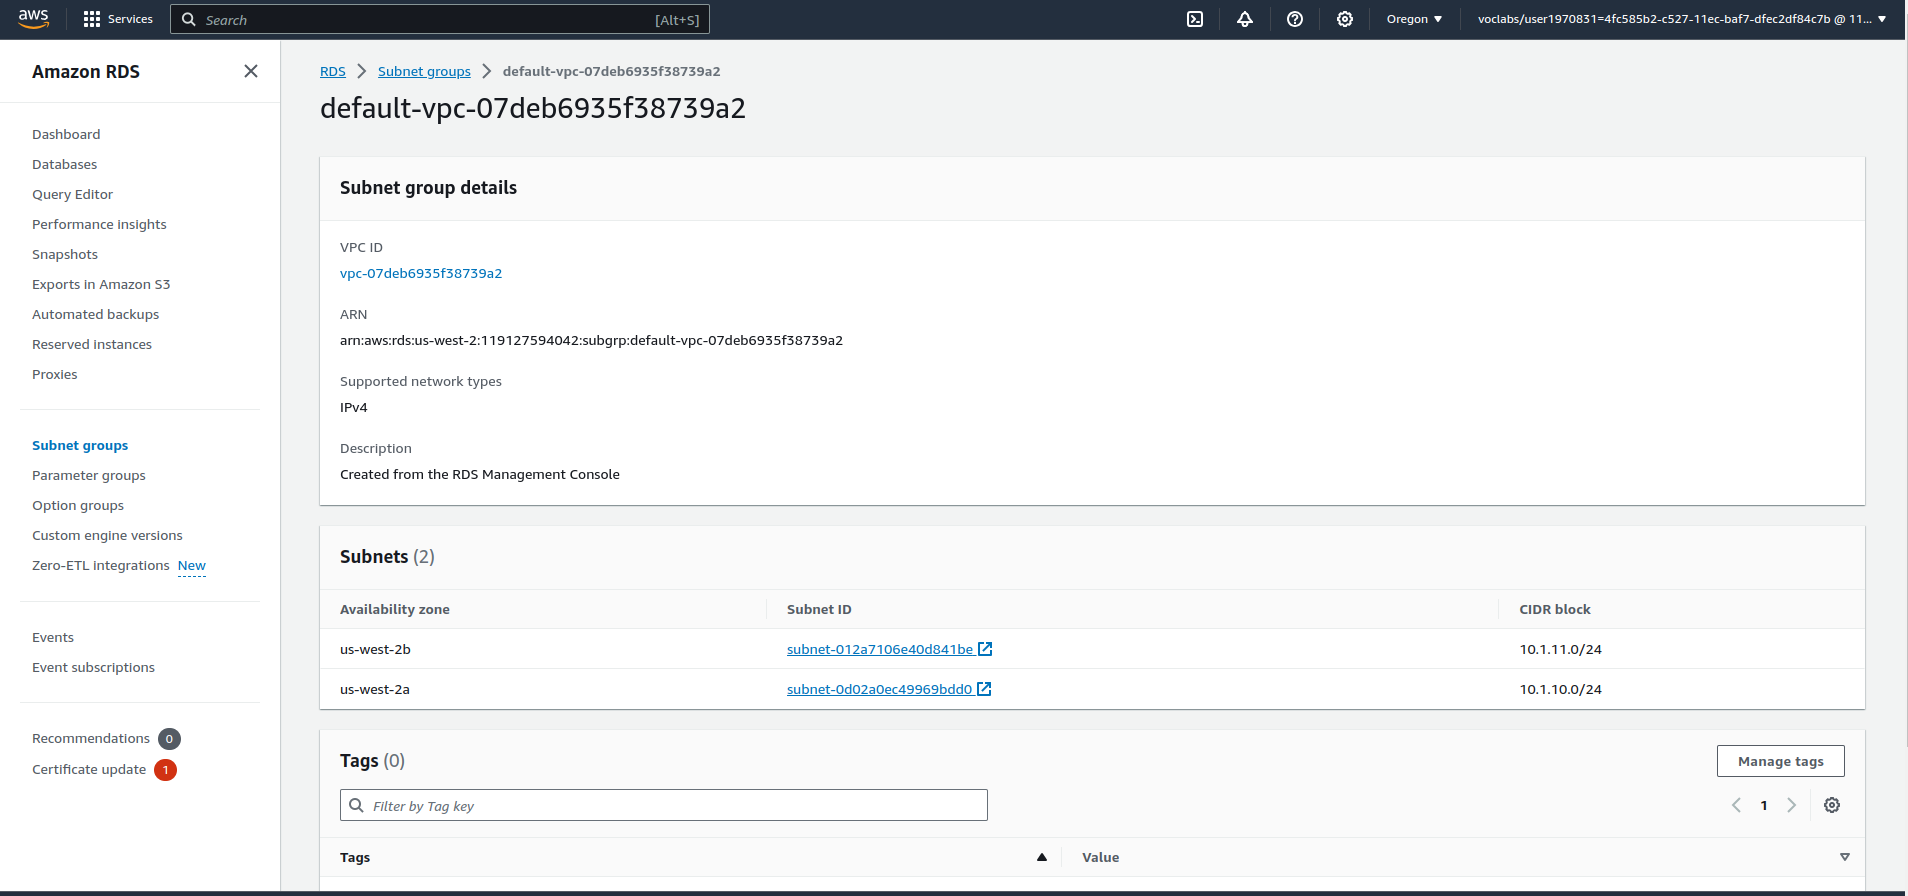 aws Services Search [Alt+S] Oregon voclabs/user1970831=4fc585b2-c527-11ec-baf7-dfec2df84c7b @ 11...
Amazon RDS
Dashboard
Databases
Query Editor
Performance insights
Snapshots
Exports in Amazon S3
Automated backups
Reserved instances
Proxies
Subnet groups
Parameter groups
Option groups
Custom engine versions
Zero-ETL integrations New
Events
Event subscriptions
Recommendations 0
Certificate update 1
RDS Subnet groups default-vpc-07deb6935f38739a2
default-vpc-07deb6935f38739a2
Subnet group details
VPC ID
vpc-07deb6935f38739a2
ARN
arn:aws:rds:us-west-2:119127594042:subgrp:default-vpc-07deb6935f38739a2
Supported network types
IPv4
Description
Created from the RDS Management Console
Subnets (2)
Availability zone Subnet ID CIDR block
us-west-2b subnet-012a7106e40d841be 10.1.11.0/24
us-west-2a subnet-0d02a0ec49969bdd0 10.1.10.0/24
Tags (0)
Manage tags
Filter by Tag key
1
Tags Value